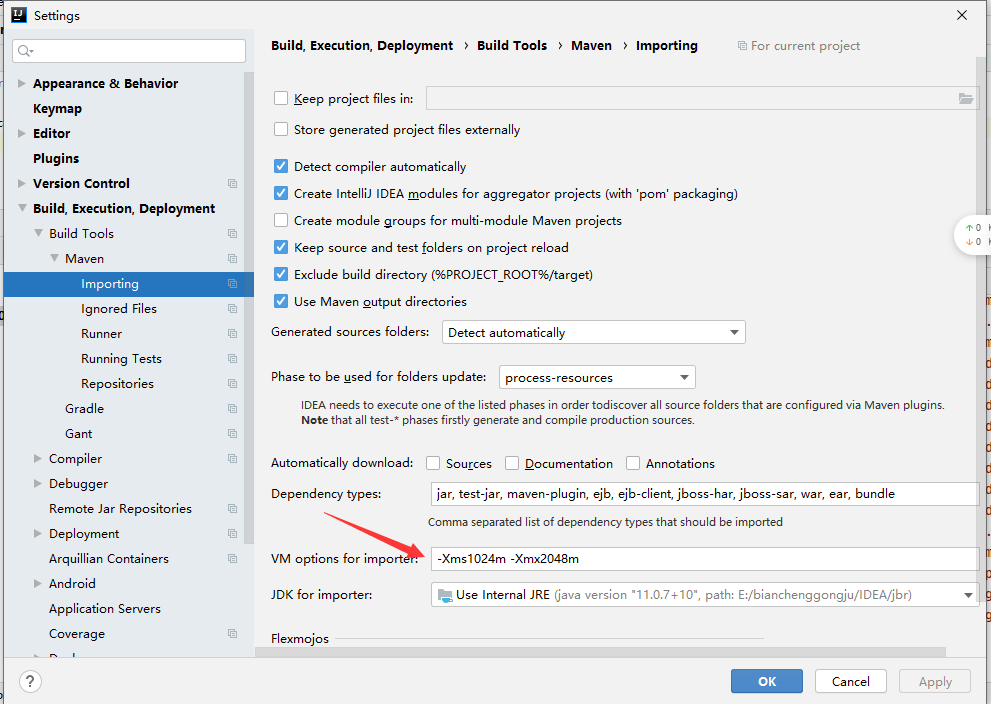 Settings
Build, Execution, Deployment › Build Tools › Maven › Importing For current project
Appearance & Behavior
Keymap
Editor
Plugins
Version Control
Build, Execution, Deployment
Build Tools
Maven
Importing
Ignored Files
Runner
Running Tests
Repositories
Gradle
Gant
Compiler
Debugger
Remote Jar Repositories
Deployment
Arquillian Containers
Android
Application Servers
Coverage
Keep project files in:
Store generated project files externally
Detect compiler automatically
Create IntelliJ IDEA modules for aggregator projects (with 'pom' packaging)
Create module groups for multi-module Maven projects
Keep source and test folders on project reload
Exclude build directory (%PROJECT_ROOT%/target)
Use Maven output directories
Generated sources folders: Detect automatically
Phase to be used for folders update: process-resources
IDEA needs to execute one of the listed phases in order todiscover all source folders that are configured via Maven plugins.
Note that all test-* phases firstly generate and compile production sources.
Automatically download: Sources Documentation Annotations
Dependency types: jar, test-jar, maven-plugin, ejb, ejb-client, jboss-har, jboss-sar, war, ear, bundle
Comma separated list of dependency types that should be imported
VM options for importer: -Xms1024m -Xmx2048m
JDK for importer: Use Internal JRE (java version "11.0.7+10", path: E:/bianchenggongju/IDEA/jbr)
Flexmojos
↑0
↓0
?
OK Cancel Apply